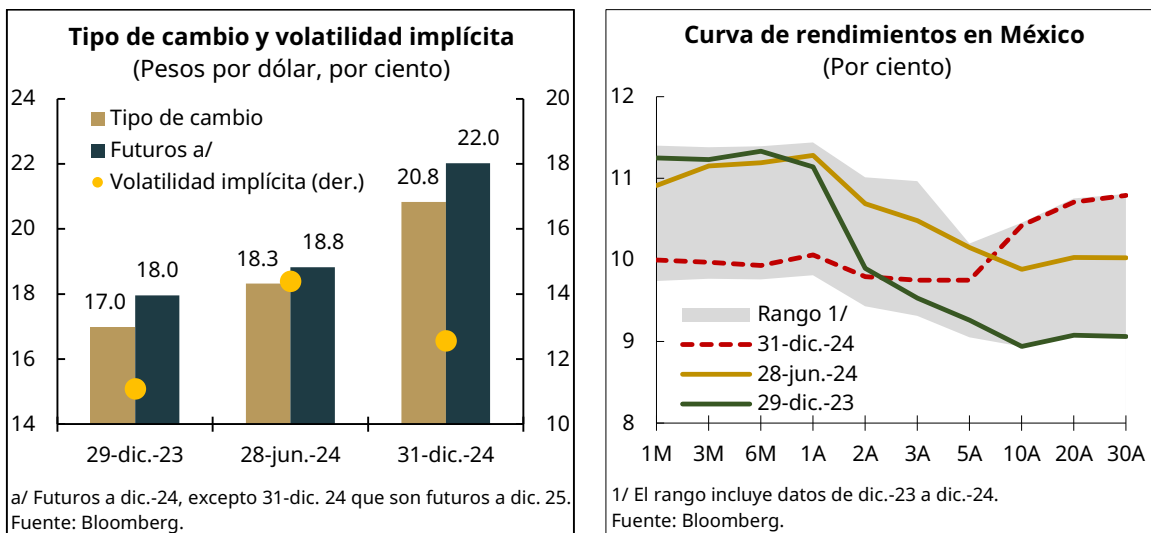 Tipo de cambio y volatilidad implícita
(Pesos por dólar, por ciento)
24
22
20
18
16
14
20
18
16
14
12
10
Tipo de cambio
Futuros a/
Volatilidad implícita (der.)
17.0
18.0
18.3
18.8
20.8
22.0
29-dic.-23
28-jun.-24
31-dic.-24
a/ Futuros a dic.-24, excepto 31-dic. 24 que son futuros a dic. 25.
Fuente: Bloomberg.
Curva de rendimientos en México
(Por ciento)
12
11
10
9
8
Rango 1/
31-dic.-24
28-jun.-24
29-dic.-23
1M 3M 6M 1A 2A 3A 5A 10A 20A 30A
1/ El rango incluye datos de dic.-23 a dic.-24.
Fuente: Bloomberg.